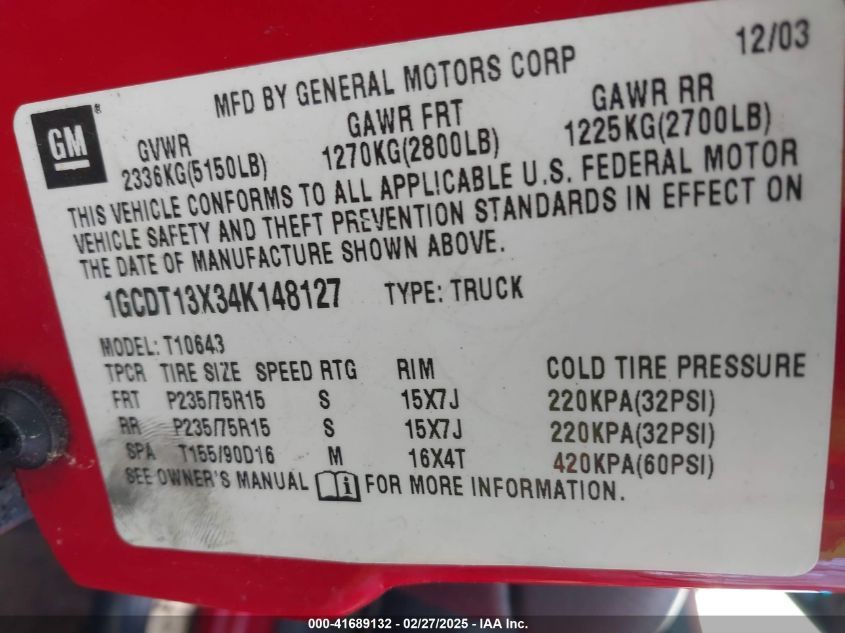 12/03
MFD BY GENERAL MOTORS CORP
GM®
GVWR GAWR FRT GAWR RR
2336KG(5150LB) 1270KG(2800LB) 1225KG(2700LB)
THIS VEHICLE CONFORMS TO ALL APPLICABLE U.S. FEDERAL MOTOR
VEHICLE SAFETY AND THEFT PREVENTION STANDARDS IN EFFECT ON
THE DATE OF MANUFACTURE SHOWN ABOVE.
1GCDT13X34K148127 TYPE: TRUCK
MODEL: T10643
TPCR TIRE SIZE SPEED RTG RIM COLD TIRE PRESSURE
FRT P235/75R15 S 15X7J 220KPA(32PSI)
RR P235/75R15 S 15X7J 220KPA(32PSI)
SPA T155/90D16 M 16X4T 420KPA(60PSI)
SEE OWNER'S MANUAL i FOR MORE INFORMATION.
000-41689132 - 02/27/2025 - IAA Inc.